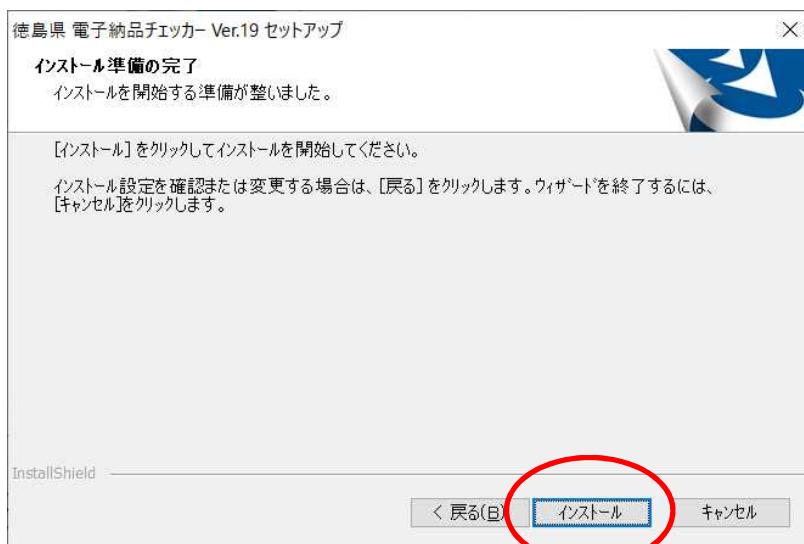 徳島県 電子納品チェッカー Ver.19 セットアップ
インストール準備の完了
インストールを開始する準備が整いました。
[インストール] をクリックしてインストールを開始してください。
インストール設定を確認または変更する場合は、[戻る] をクリックします。ウィザードを終了するには、
[キャンセル]をクリックします。
InstallShield
< 戻る(B)
インストール
キャンセル